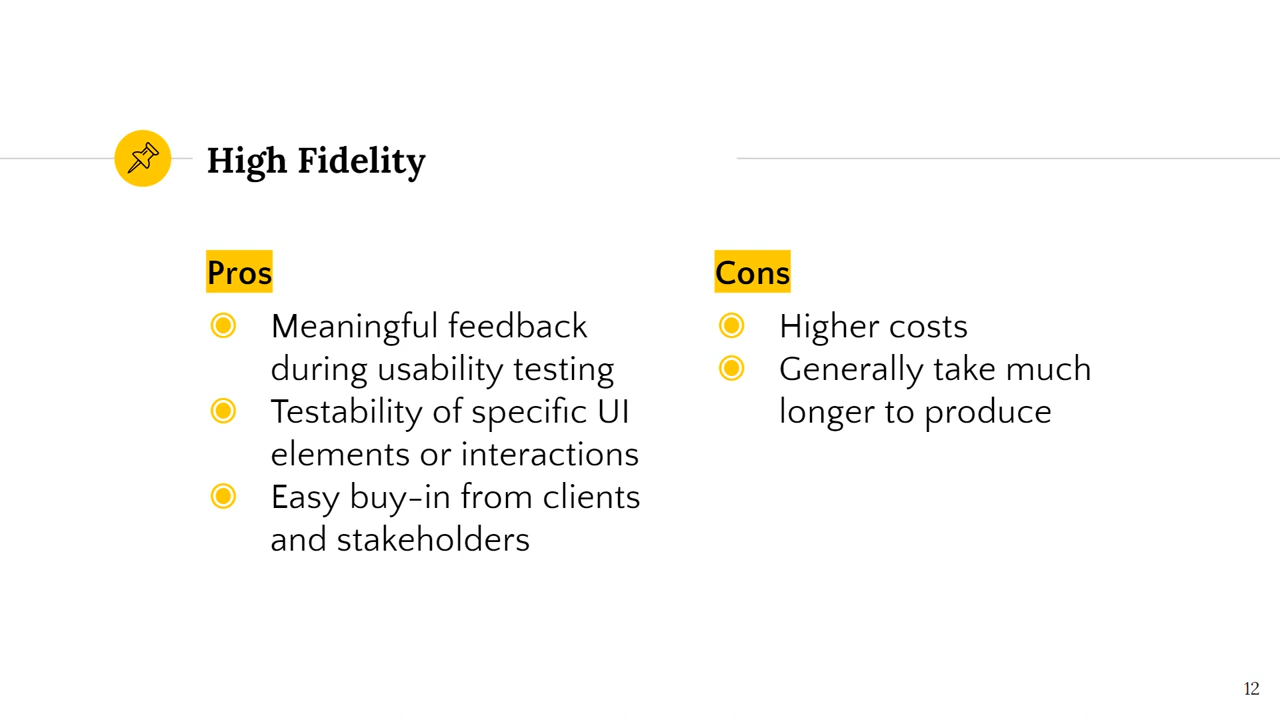 High Fidelity
Pros
Meaningful feedback
during usability testing
Testability of specific UI
elements or interactions
Easy buy-in from clients
and stakeholders
Cons
Higher costs
Generally take much
longer to produce
12